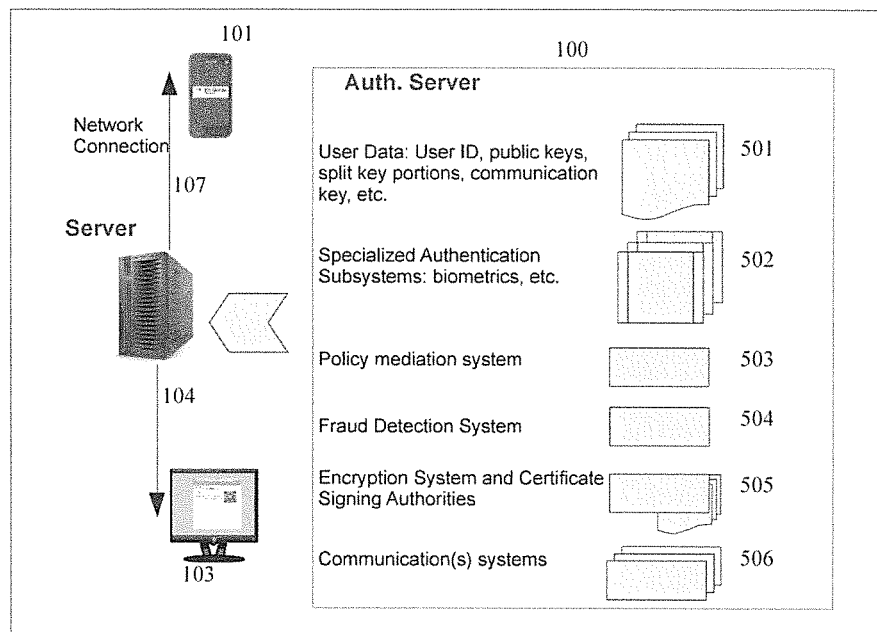 101
100
Auth. Server
Network
Connection
107
User Data: User ID, public keys,
split key portions, communication
key, etc.
501
Server
Specialized Authentication
Subsystems: biometrics, etc.
502
Policy mediation system
503
104
Fraud Detection System
504
Encryption System and Certificate
Signing Authorities
505
Communication(s) systems
506
103